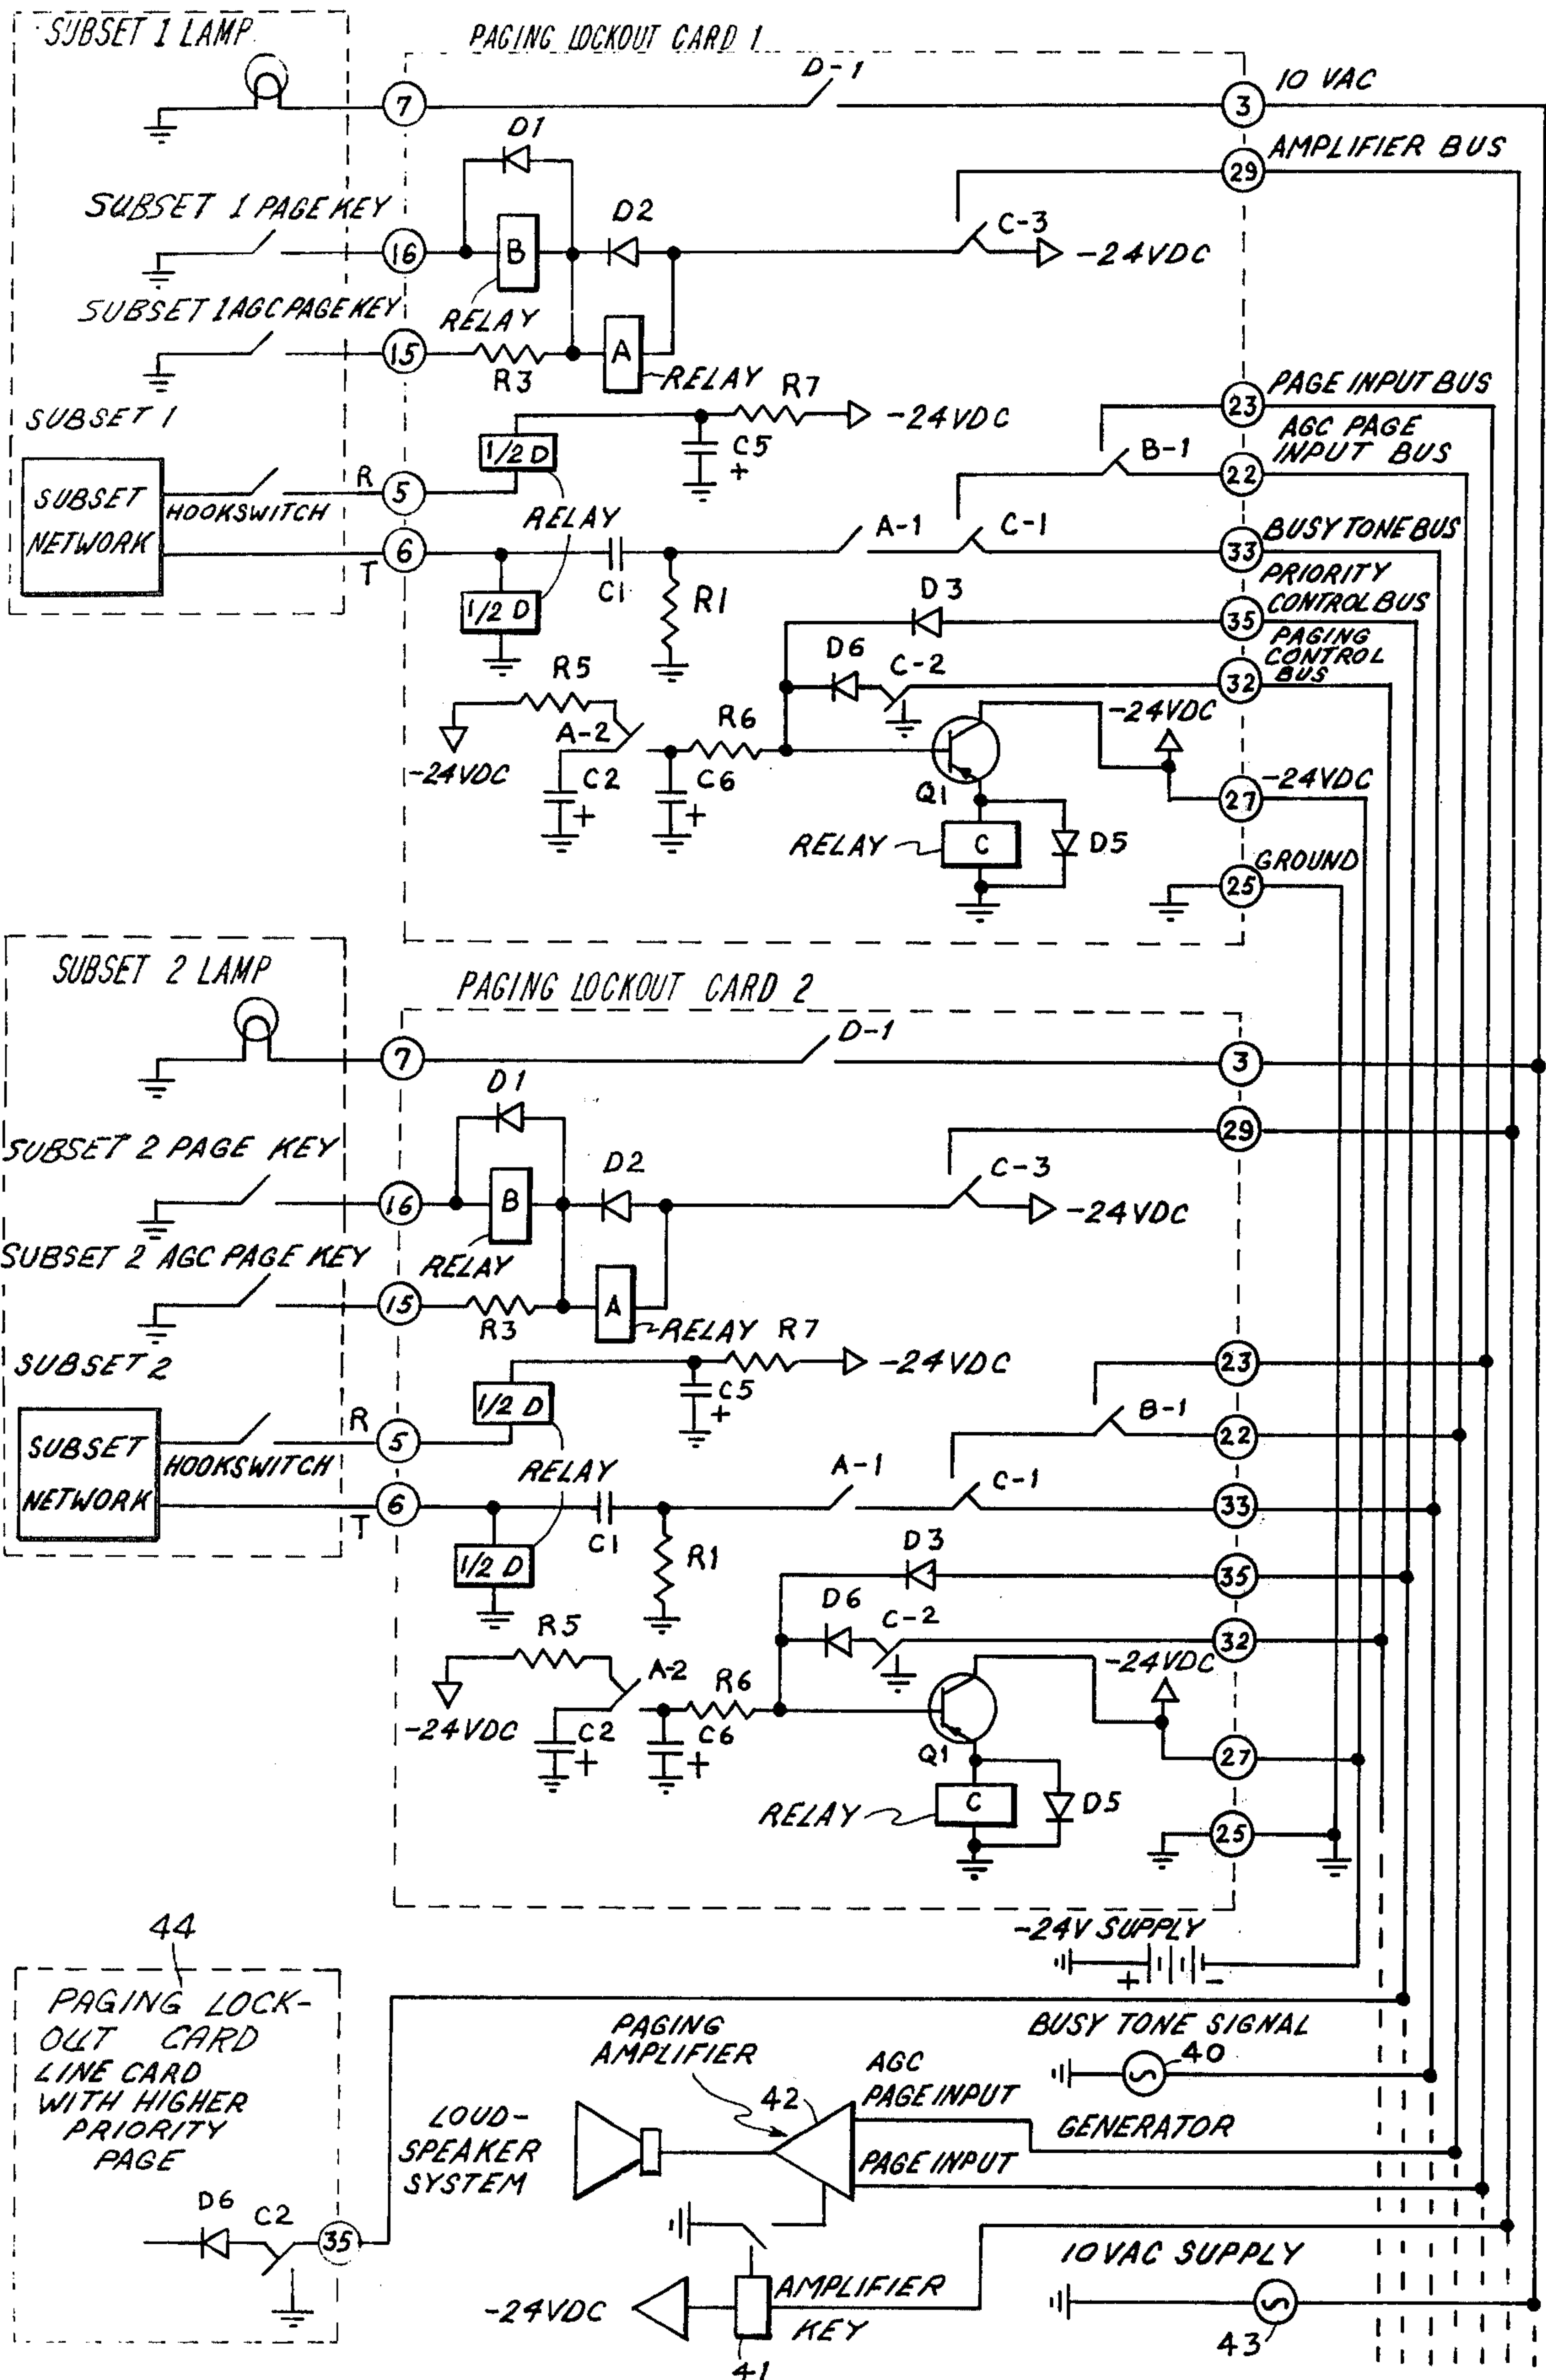 SUBSET 1 LAMP
PAGING LOCKOUT CARD 1
D-1
10 VAC
7
3
D1
AMPLIFIER BUS
29
SUBSET 1 PAGE KEY
D2
C-3
16
B
-24VDC
SUBSET 1 AGC PAGE KEY
RELAY
15
R3
A
RELAY
R7
PAGE INPUT BUS
23
SUBSET 1
-24VDC
AGC PAGE
INPUT BUS
1/2 D
C5
+
B-1
22
R
5
SUBSET
NETWORK
HOOKSWITCH
RELAY
A-1
C-1
BUSY TONE BUS
33
6
T
C1
R1
PRIORITY
CONTROL BUS
1/2 D
D3
35
PAGING
CONTROL
BUS
D6
C-2
32
R5
-24VDC
A-2
R6
-24VDC
C2
+
C6
+
Q1
-24VDC
27
RELAY
C
D5
GROUND
25
SUBSET 2 LAMP
PAGING LOCKOUT CARD 2
D-1
7
3
D1
29
SUBSET 2 PAGE KEY
D2
C-3
16
B
-24VDC
SUBSET 2 AGC PAGE KEY
RELAY
15
R3
A
RELAY
R7
SUBSET 2
-24VDC
23
1/2 D
C5
+
B-1
22
R
5
SUBSET
NETWORK
HOOKSWITCH
RELAY
A-1
C-1
33
6
T
C1
R1
1/2 D
D3
35
D6
C-2
32
R5
-24VDC
A-2
R6
-24VDC
C2
+
C6
+
Q1
27
RELAY
C
D5
25
44
-24V SUPPLY
+
-
PAGING LOCK-
OUT CARD
LINE CARD
WITH HIGHER
PRIORITY
PAGE
PAGING
AMPLIFIER
BUSY TONE SIGNAL
40
AGC
PAGE INPUT
42
GENERATOR
LOUD-
SPEAKER
SYSTEM
PAGE INPUT
D6
C2
35
10 VAC SUPPLY
-24VDC
AMPLIFIER
KEY
41
43